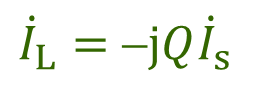 İ_L = –jQİ_s